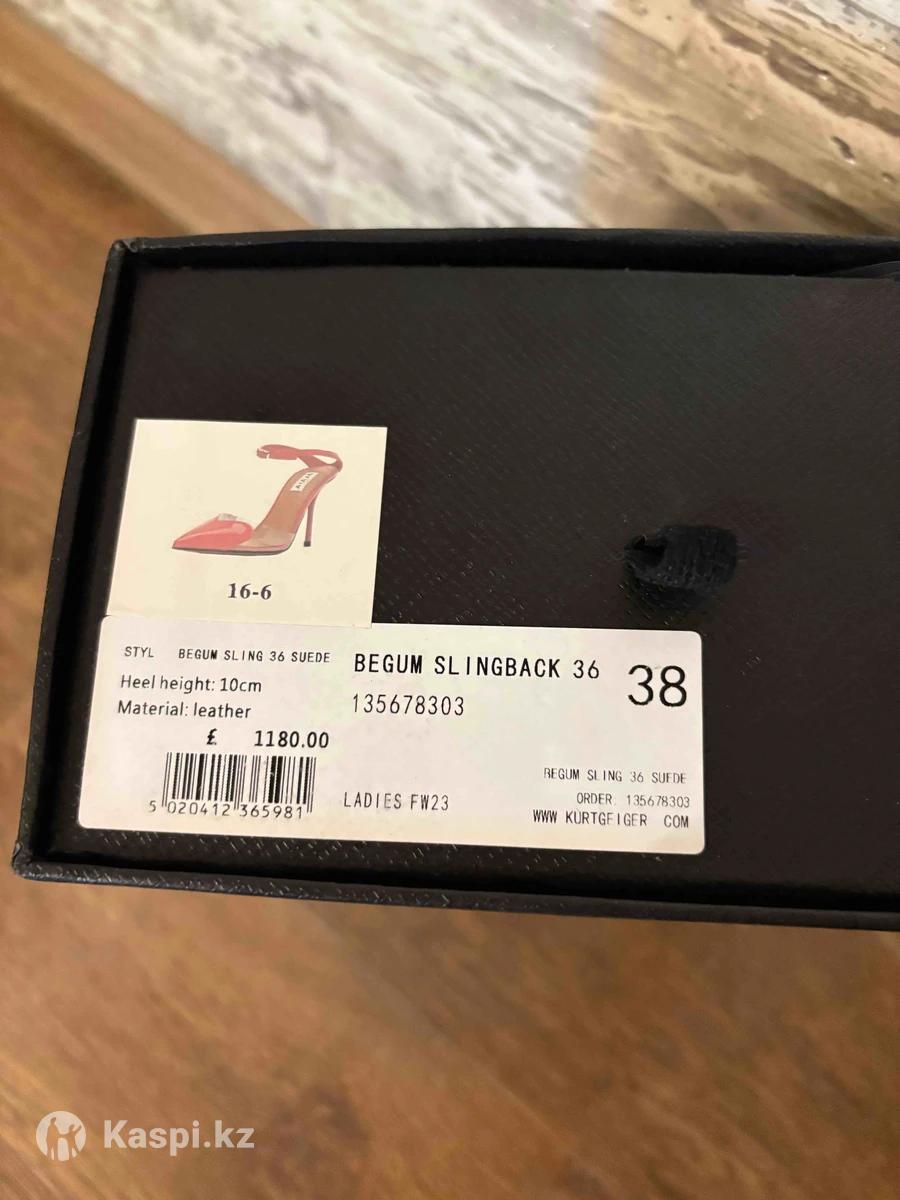 16-6
STYL BEGUM SLING 36 SUEDE
BEGUM SLINGBACK 36
38
Heel height: 10cm
135678303
Material: leather
£ 1180.00
5 020412 365981
LADIES FW23
BEGUM SLING 36 SUEDE
ORDER: 135678303
WWW KURTGEIGER COM
Kaspi.kz